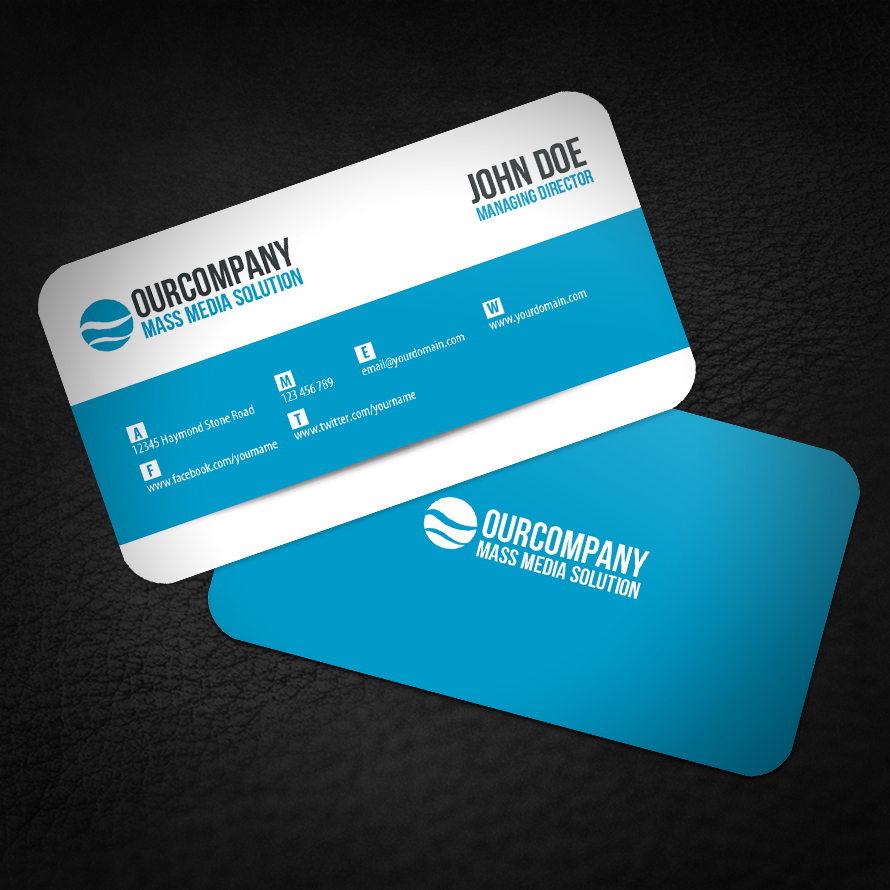 JOHN DOE
MANAGING DIRECTOR
OURCOMPANY
MASS MEDIA SOLUTION
A
12345 Haymond Stone Road
M
123 456 789
E
email@yourdomain.com
W
www.yourdomain.com
F
www.facebook.com/yourname
T
www.twitter.com/yourname
OURCOMPANY
MASS MEDIA SOLUTION